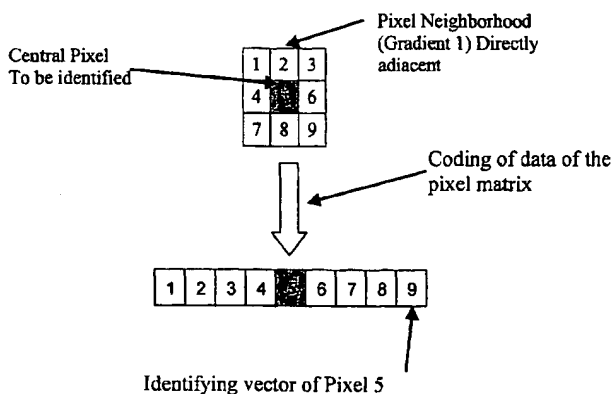 Pixel Neighborhood
(Gradient 1) Directly
adiacent
Central Pixel
To be identified
1 2 3
4 6
7 8 9
Coding of data of the
pixel matrix
1 2 3 4 6 7 8 9
Identifying vector of Pixel 5